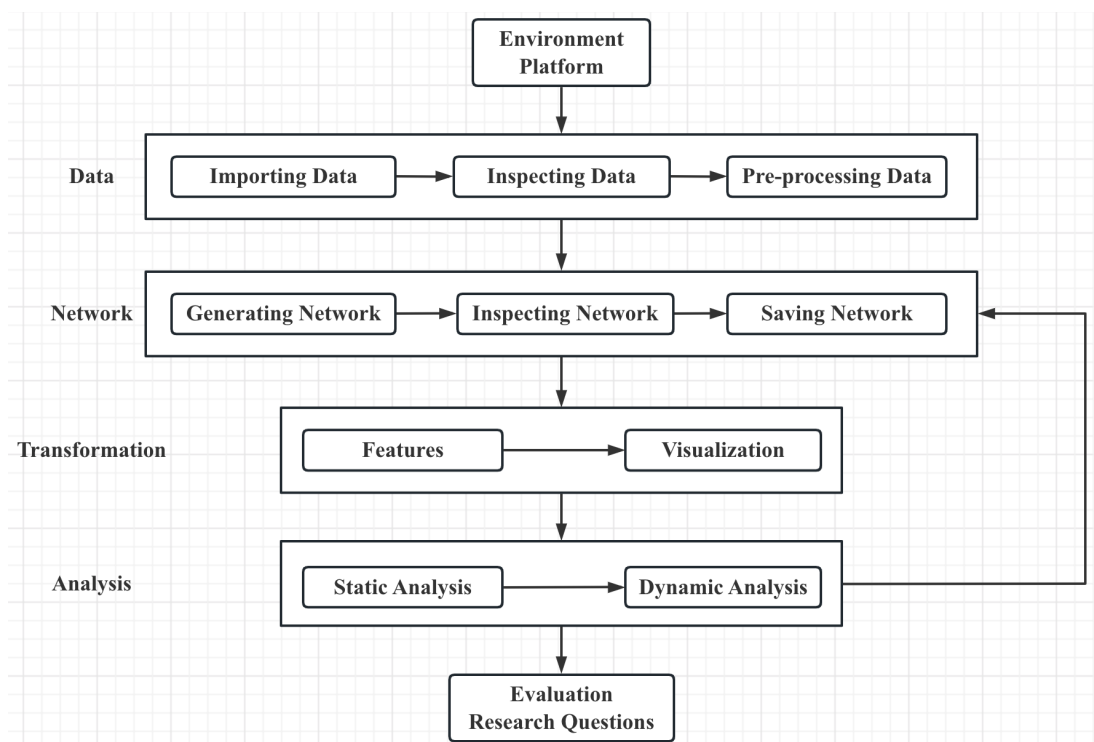 Environment
Platform
Data
Importing Data
Inspecting Data
Pre-processing Data
Network
Generating Network
Inspecting Network
Saving Network
Transformation
Features
Visualization
Analysis
Static Analysis
Dynamic Analysis
Evaluation
Research Questions